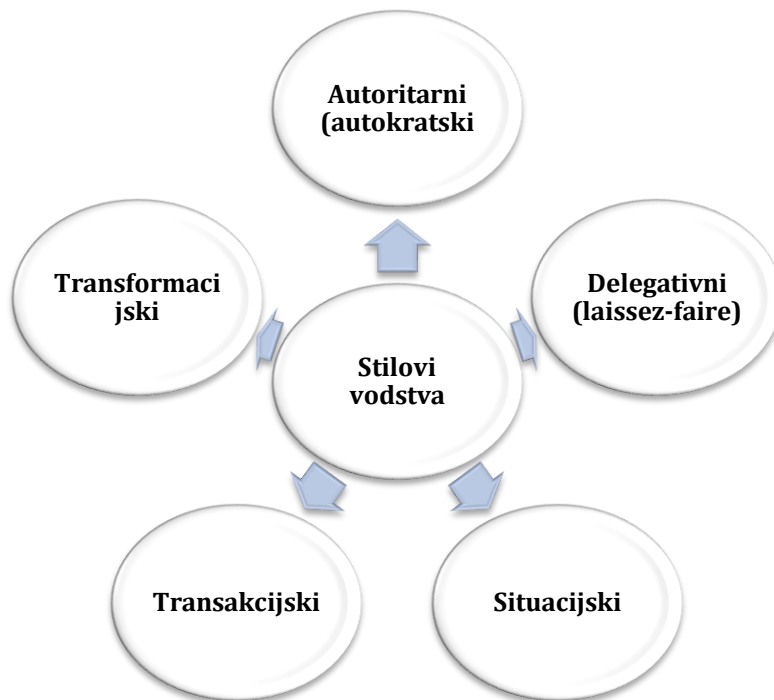 Autoritarni
(autokratski
Transformaci
jski
Delegativni
(laissez-faire)
Stilovi
vodstva
Transakcijski
Situacijski